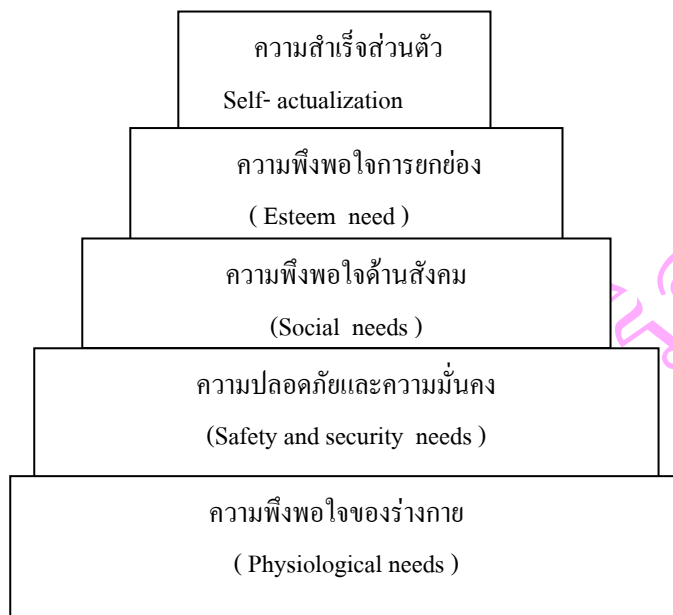 ความสำเร็จส่วนตัว
Self- actualization
ความพึงพอใจการยกย่อง
( Esteem need )
ความพึงพอใจด้านสังคม
(Social needs )
ความปลอดภัยและความมั่นคง
(Safety and security needs )
ความพึงพอใจของร่างกาย
( Physiological needs )